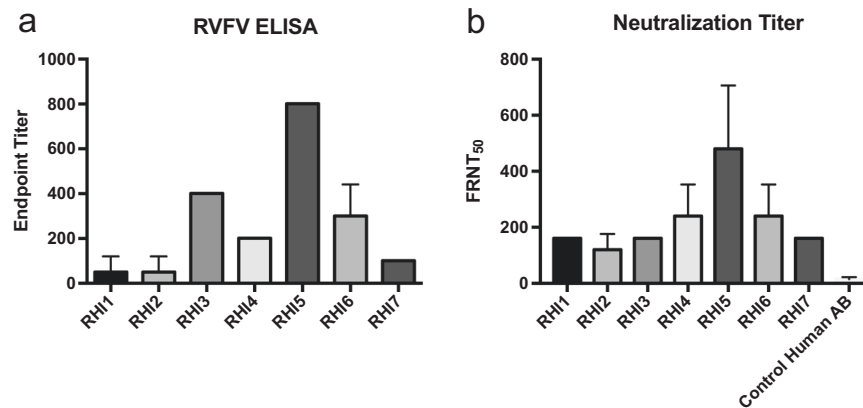 a
RVFV ELISA
Endpoint Titer
1000
800
600
400
200
0
RHI1
RHI2
RHI3
RHI4
RHI5
RHI6
RHI7
b
Neutralization Titer
FRNT₅₀
800
600
400
200
0
RHI1
RHI2
RHI3
RHI4
RHI5
RHI6
RHI7
Control Human AB